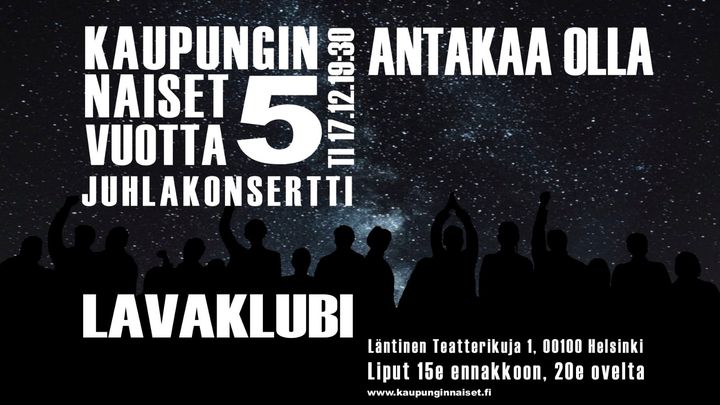 KAUPUNGIN
NAISET
VUOTTA
5
JUHLAKONSERTTI
TI 17.12.19:30
ANTAKAA OLLA
LAVAKLUBI
Läntinen Teatterikuja 1, 00100 Helsinki
Liput 15e ennakkoon, 20e ovelta
www.kaupunginnaiset.fi